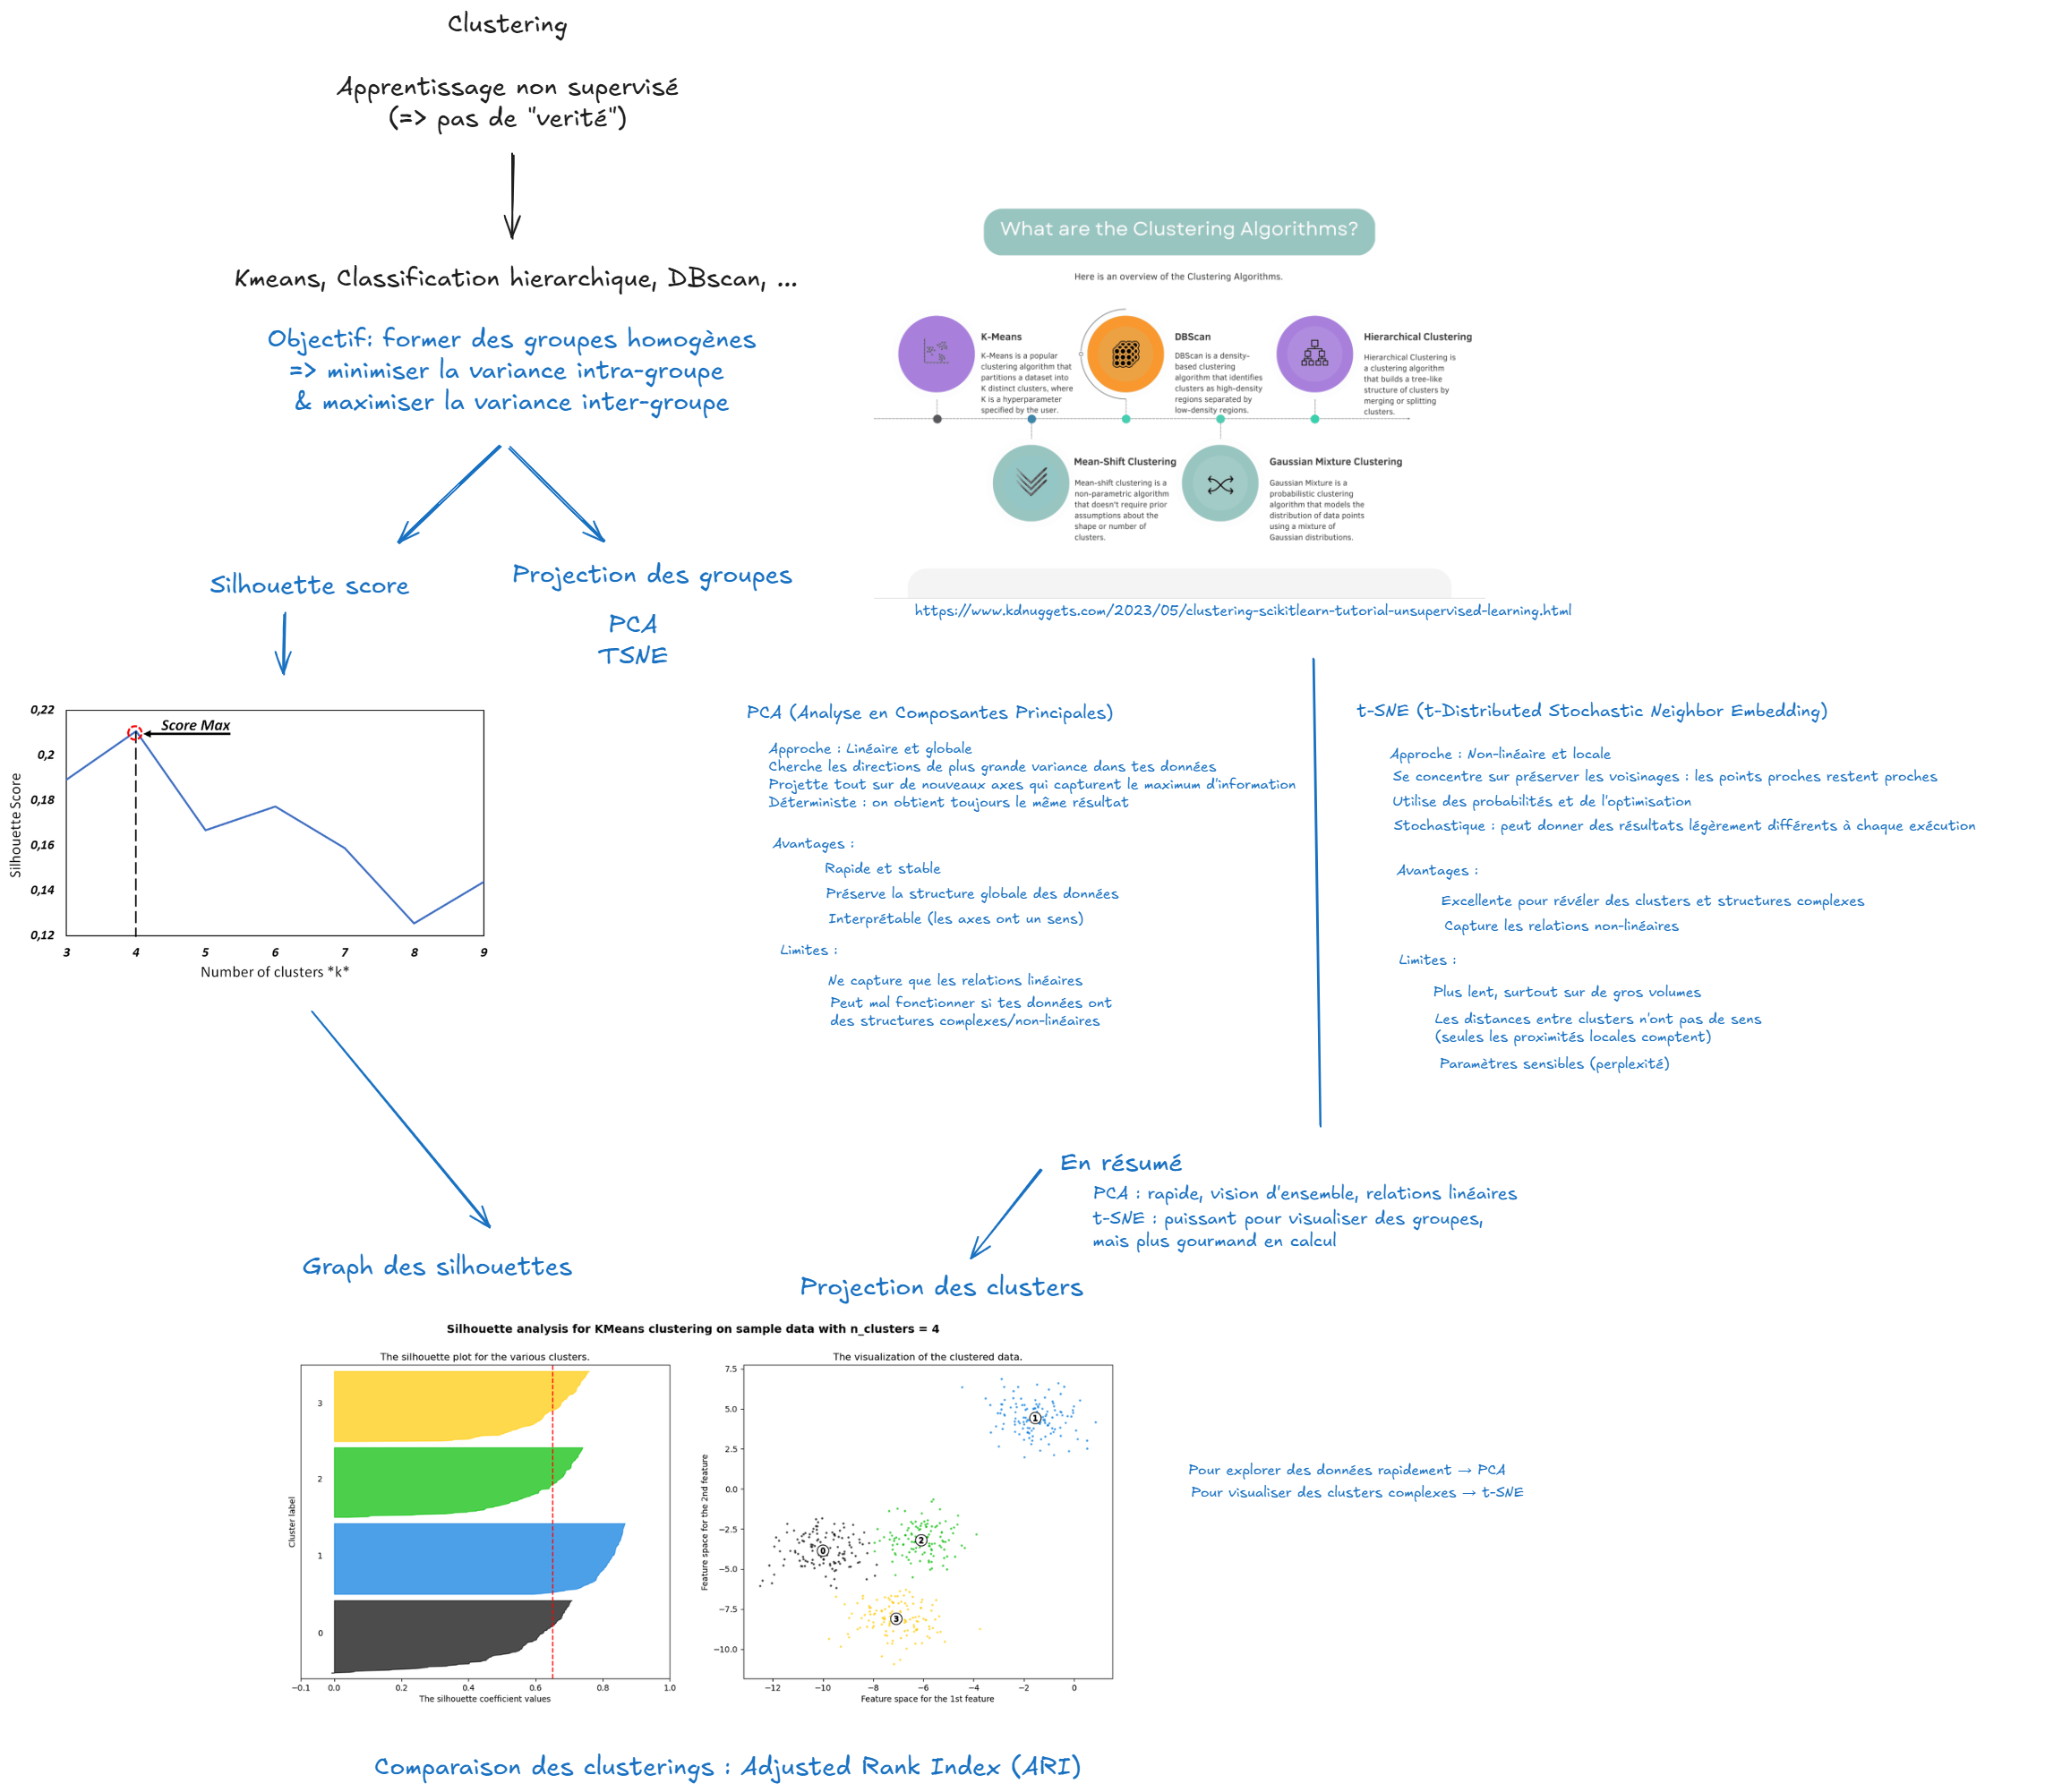 Clustering
Apprentissage non supervisé
(=> pas de "verité")
Kmeans, Classification hierarchique, DBscan, ...
Objectif: former des groupes homogènes
=> minimiser la variance intra-groupe
& maximiser la variance inter-groupe
What are the Clustering Algorithms?
Here is an overview of the Clustering Algorithms.
K-Means
K-Means is a popular
clustering algorithm that
partitions a dataset into
K distinct clusters, where
K is a hyperparameter
specified by the user.
DBScan
DBScan is a density-
based clustering
algorithm that identifies
clusters as high-density
regions separated by
low-density regions.
Hierarchical Clustering
Hierarchical Clustering is
a clustering algorithm
that builds a tree-like
structure of clusters by
merging or splitting
clusters.
Mean-Shift Clustering
Mean-shift clustering is a
non-parametric algorithm
that doesn't require prior
assumptions about the
shape or number of
clusters.
Gaussian Mixture Clustering
Gaussian Mixture is a
probabilistic clustering
algorithm that models the
distribution of data points
using a mixture of
Gaussian distributions.
https://www.kdnuggets.com/2023/05/clustering-scikitlearn-tutorial-unsupervised-learning.html
Silhouette score
Projection des groupes
PCA
TSNE
Score Max
0,22
0,2
0,18
0,16
0,14
0,12
Silhouette Score
3 4 5 6 7 8 9
Number of clusters *k*
PCA (Analyse en Composantes Principales)
Approche : Linéaire et globale
Cherche les directions de plus grande variance dans tes données
Projette tout sur de nouveaux axes qui capturent le maximum d'information
Déterministe : on obtient toujours le même résultat
Avantages :
Rapide et stable
Préserve la structure globale des données
Interprétable (les axes ont un sens)
Limites :
Ne capture que les relations linéaires
Peut mal fonctionner si tes données ont
des structures complexes/non-linéaires
t-SNE (t-Distributed Stochastic Neighbor Embedding)
Approche : Non-linéaire et locale
Se concentre sur préserver les voisinages : les points proches restent proches
Utilise des probabilités et de l'optimisation
Stochastique : peut donner des résultats légèrement différents à chaque exécution
Avantages :
Excellente pour révéler des clusters et structures complexes
Capture les relations non-linéaires
Limites :
Plus lent, surtout sur de gros volumes
Les distances entre clusters n'ont pas de sens
(seules les proximités locales comptent)
Paramètres sensibles (perplexité)
En résumé
PCA : rapide, vision d'ensemble, relations linéaires
t-SNE : puissant pour visualiser des groupes,
mais plus gourmand en calcul
Graph des silhouettes
Projection des clusters
Silhouette analysis for KMeans clustering on sample data with n_clusters = 4
The silhouette plot for the various clusters.
Cluster label
3
2
1
0
−0.1 0.0 0.2 0.4 0.6 0.8 1.0
The silhouette coefficient values
The visualization of the clustered data.
Feature space for the 2nd feature
7.5
5.0
2.5
0.0
−2.5
−5.0
−7.5
−10.0
1
0
2
3
−12 −10 −8 −6 −4 −2 0
Feature space for the 1st feature
Pour explorer des données rapidement → PCA
Pour visualiser des clusters complexes → t-SNE
Comparaison des clusterings : Adjusted Rank Index (ARI)